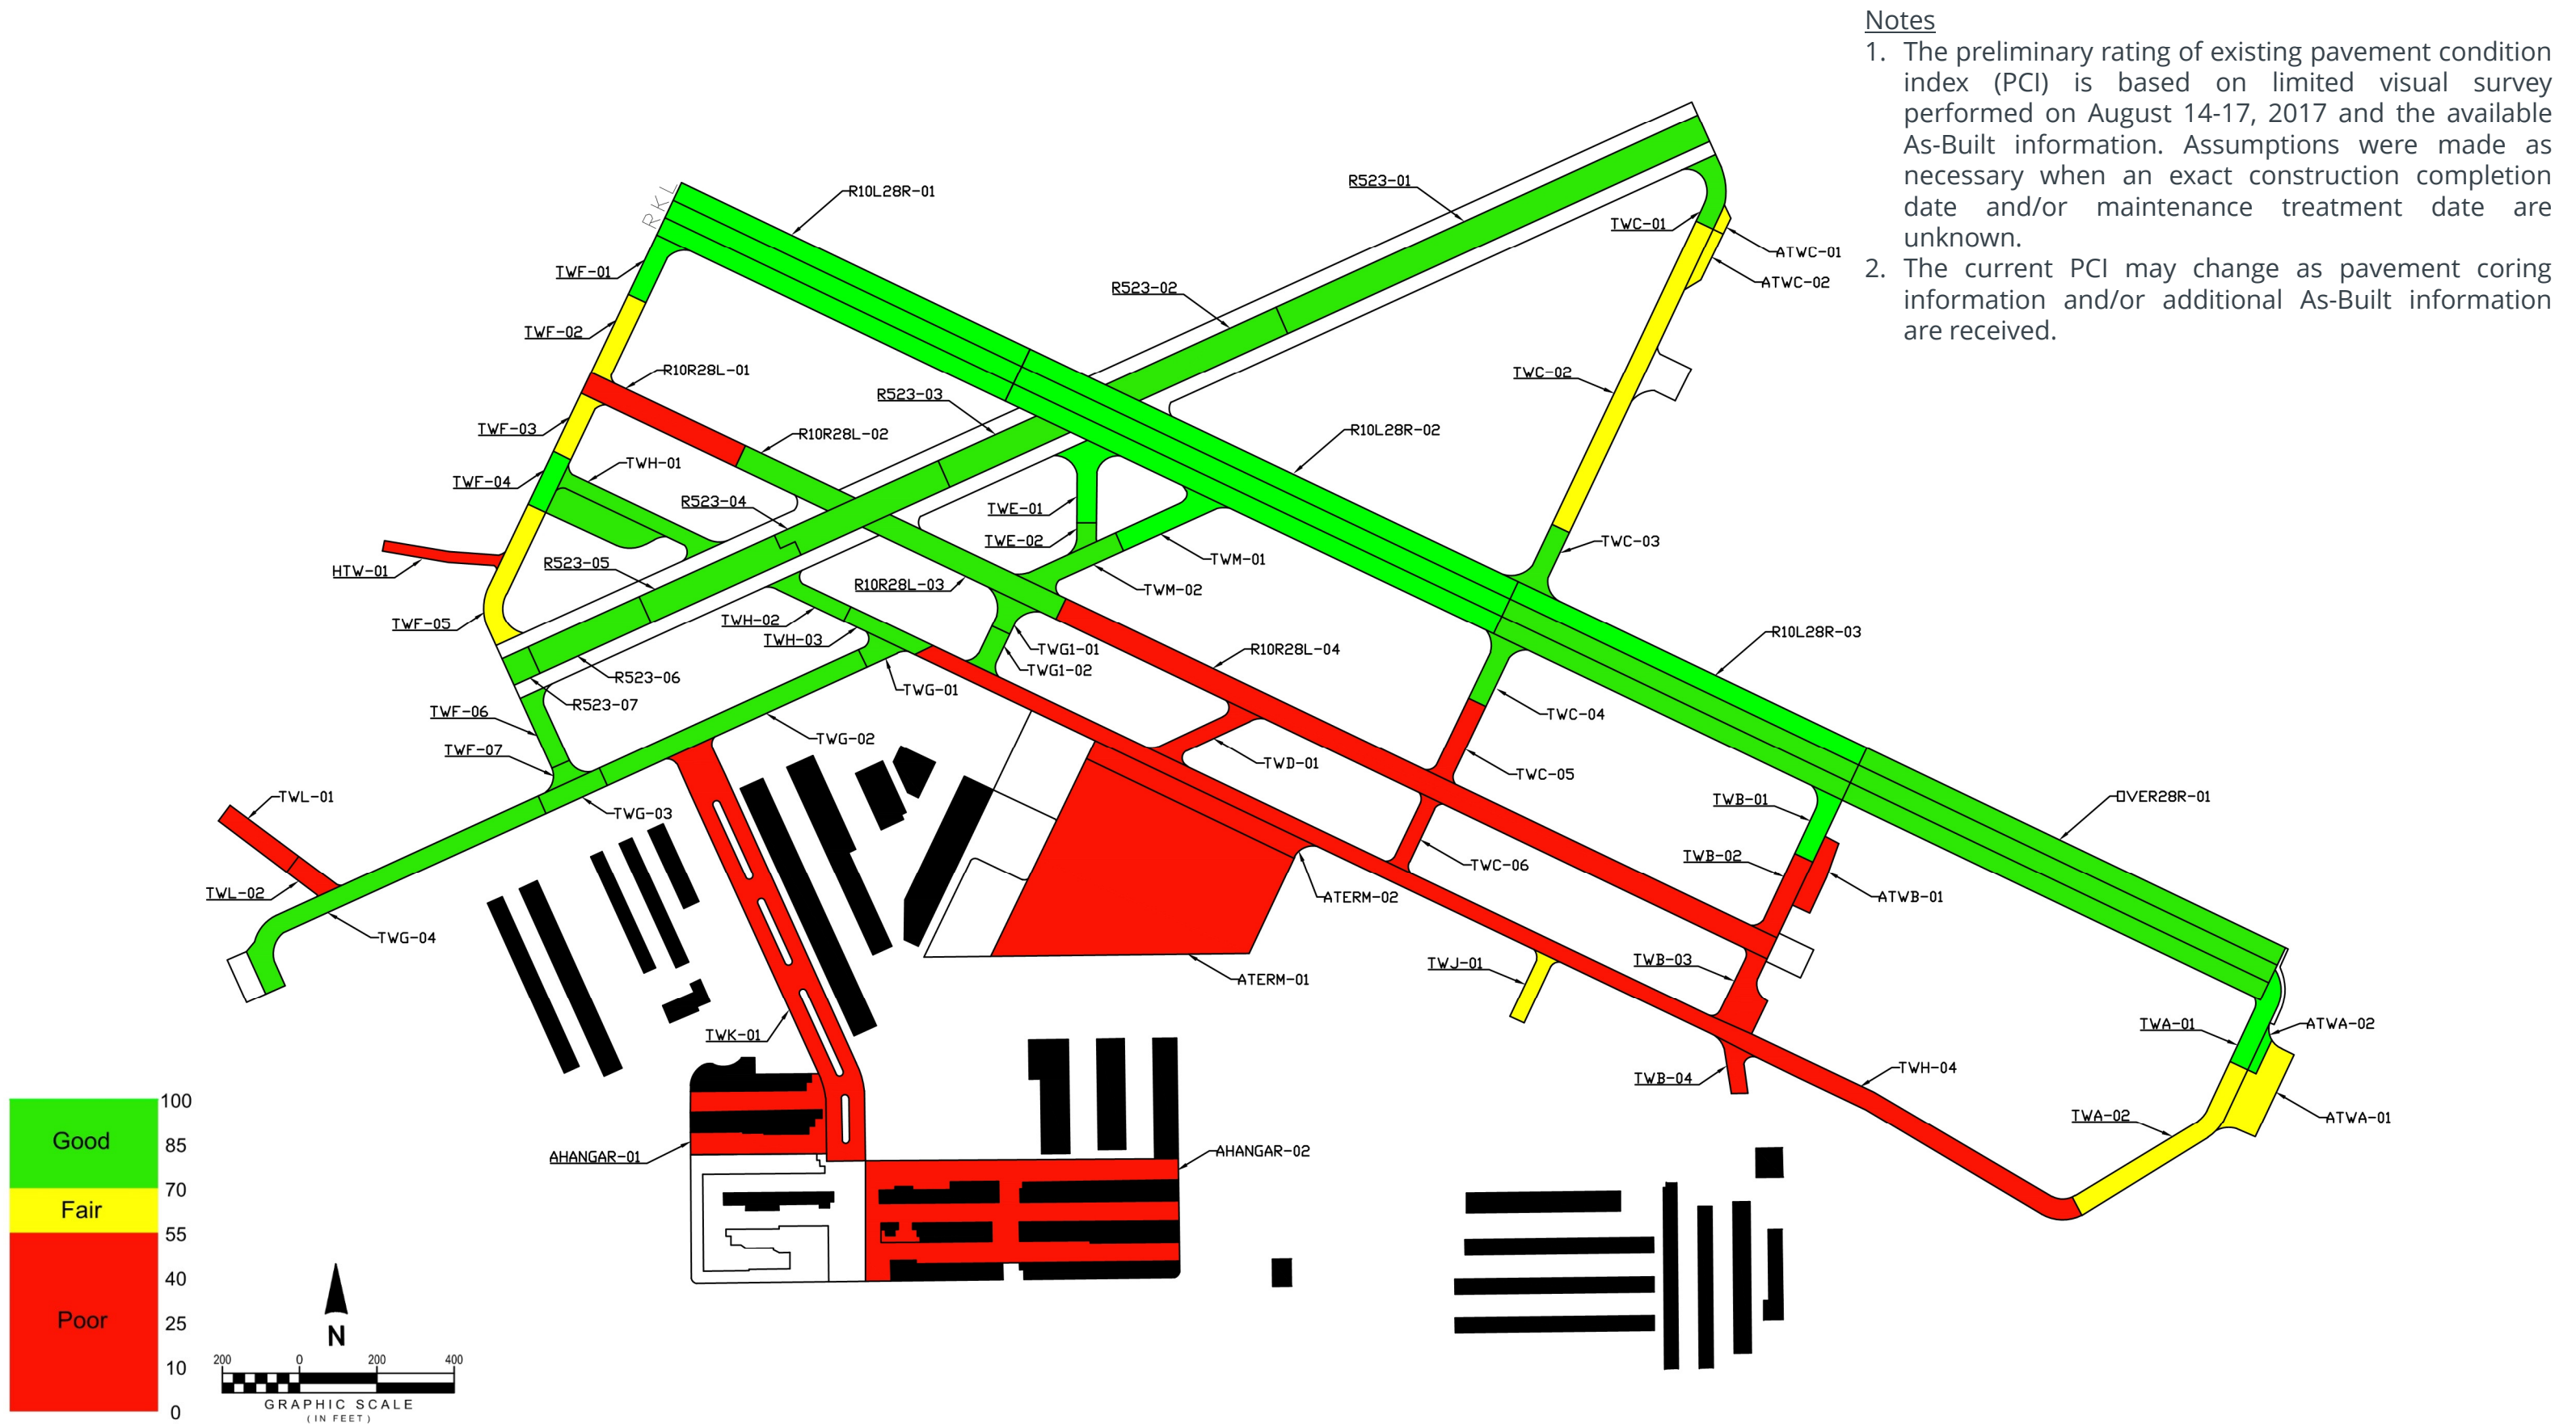 Notes
1. The preliminary rating of existing pavement condition
index (PCI) is based on limited visual survey
performed on August 14-17, 2017 and the available
As-Built information. Assumptions were made as
necessary when an exact construction completion
date and/or maintenance treatment date are
unknown.
2. The current PCI may change as pavement coring
information and/or additional As-Built information
are received.
RKL
R10L28R-01
R523-01
TWC-01
ATWC-01
ATWC-02
TWF-01
R523-02
TWF-02
R10R28L-01
TWC-02
R523-03
TWF-03
R10R28L-02
R10L28R-02
TWH-01
TWF-04
R523-04
TWE-01
TWE-02
TWC-03
TWM-01
HTW-01
R523-05
R10R28L-03
TWM-02
TWF-05
TWH-02
TWH-03
R10L28R-03
TWG1-01
R10R28L-04
TWG1-02
R523-06
TWG-01
R523-07
TWF-06
TWC-04
TWG-02
TWF-07
TWD-01
TWC-05
TWL-01
TWB-01
OVER28R-01
TWG-03
TWB-02
TWC-06
TWL-02
ATERM-02
ATWB-01
TWG-04
TWJ-01
TWB-03
ATERM-01
TWK-01
TWA-01
ATWA-02
TWB-04
TWH-04
TWA-02
ATWA-01
AHANGAR-01
AHANGAR-02
100
Good
85
70
Fair
55
40
Poor
25
10
0
N
200 0 200 400
GRAPHIC SCALE
( IN FEET )